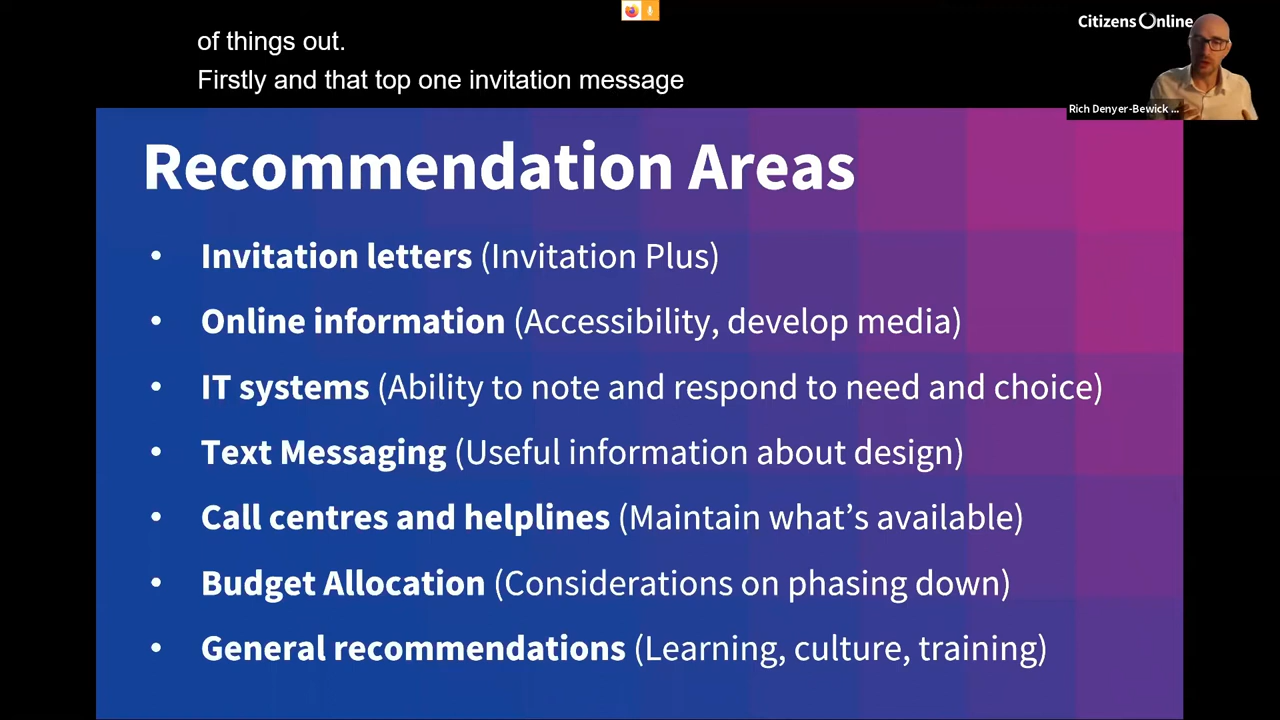 of things out.
Firstly and that top one invitation message
Citizens Online
Rich Denyer-Bewick ...
Recommendation Areas
• Invitation letters (Invitation Plus)
• Online information (Accessibility, develop media)
• IT systems (Ability to note and respond to need and choice)
• Text Messaging (Useful information about design)
• Call centres and helplines (Maintain what’s available)
• Budget Allocation (Considerations on phasing down)
• General recommendations (Learning, culture, training)